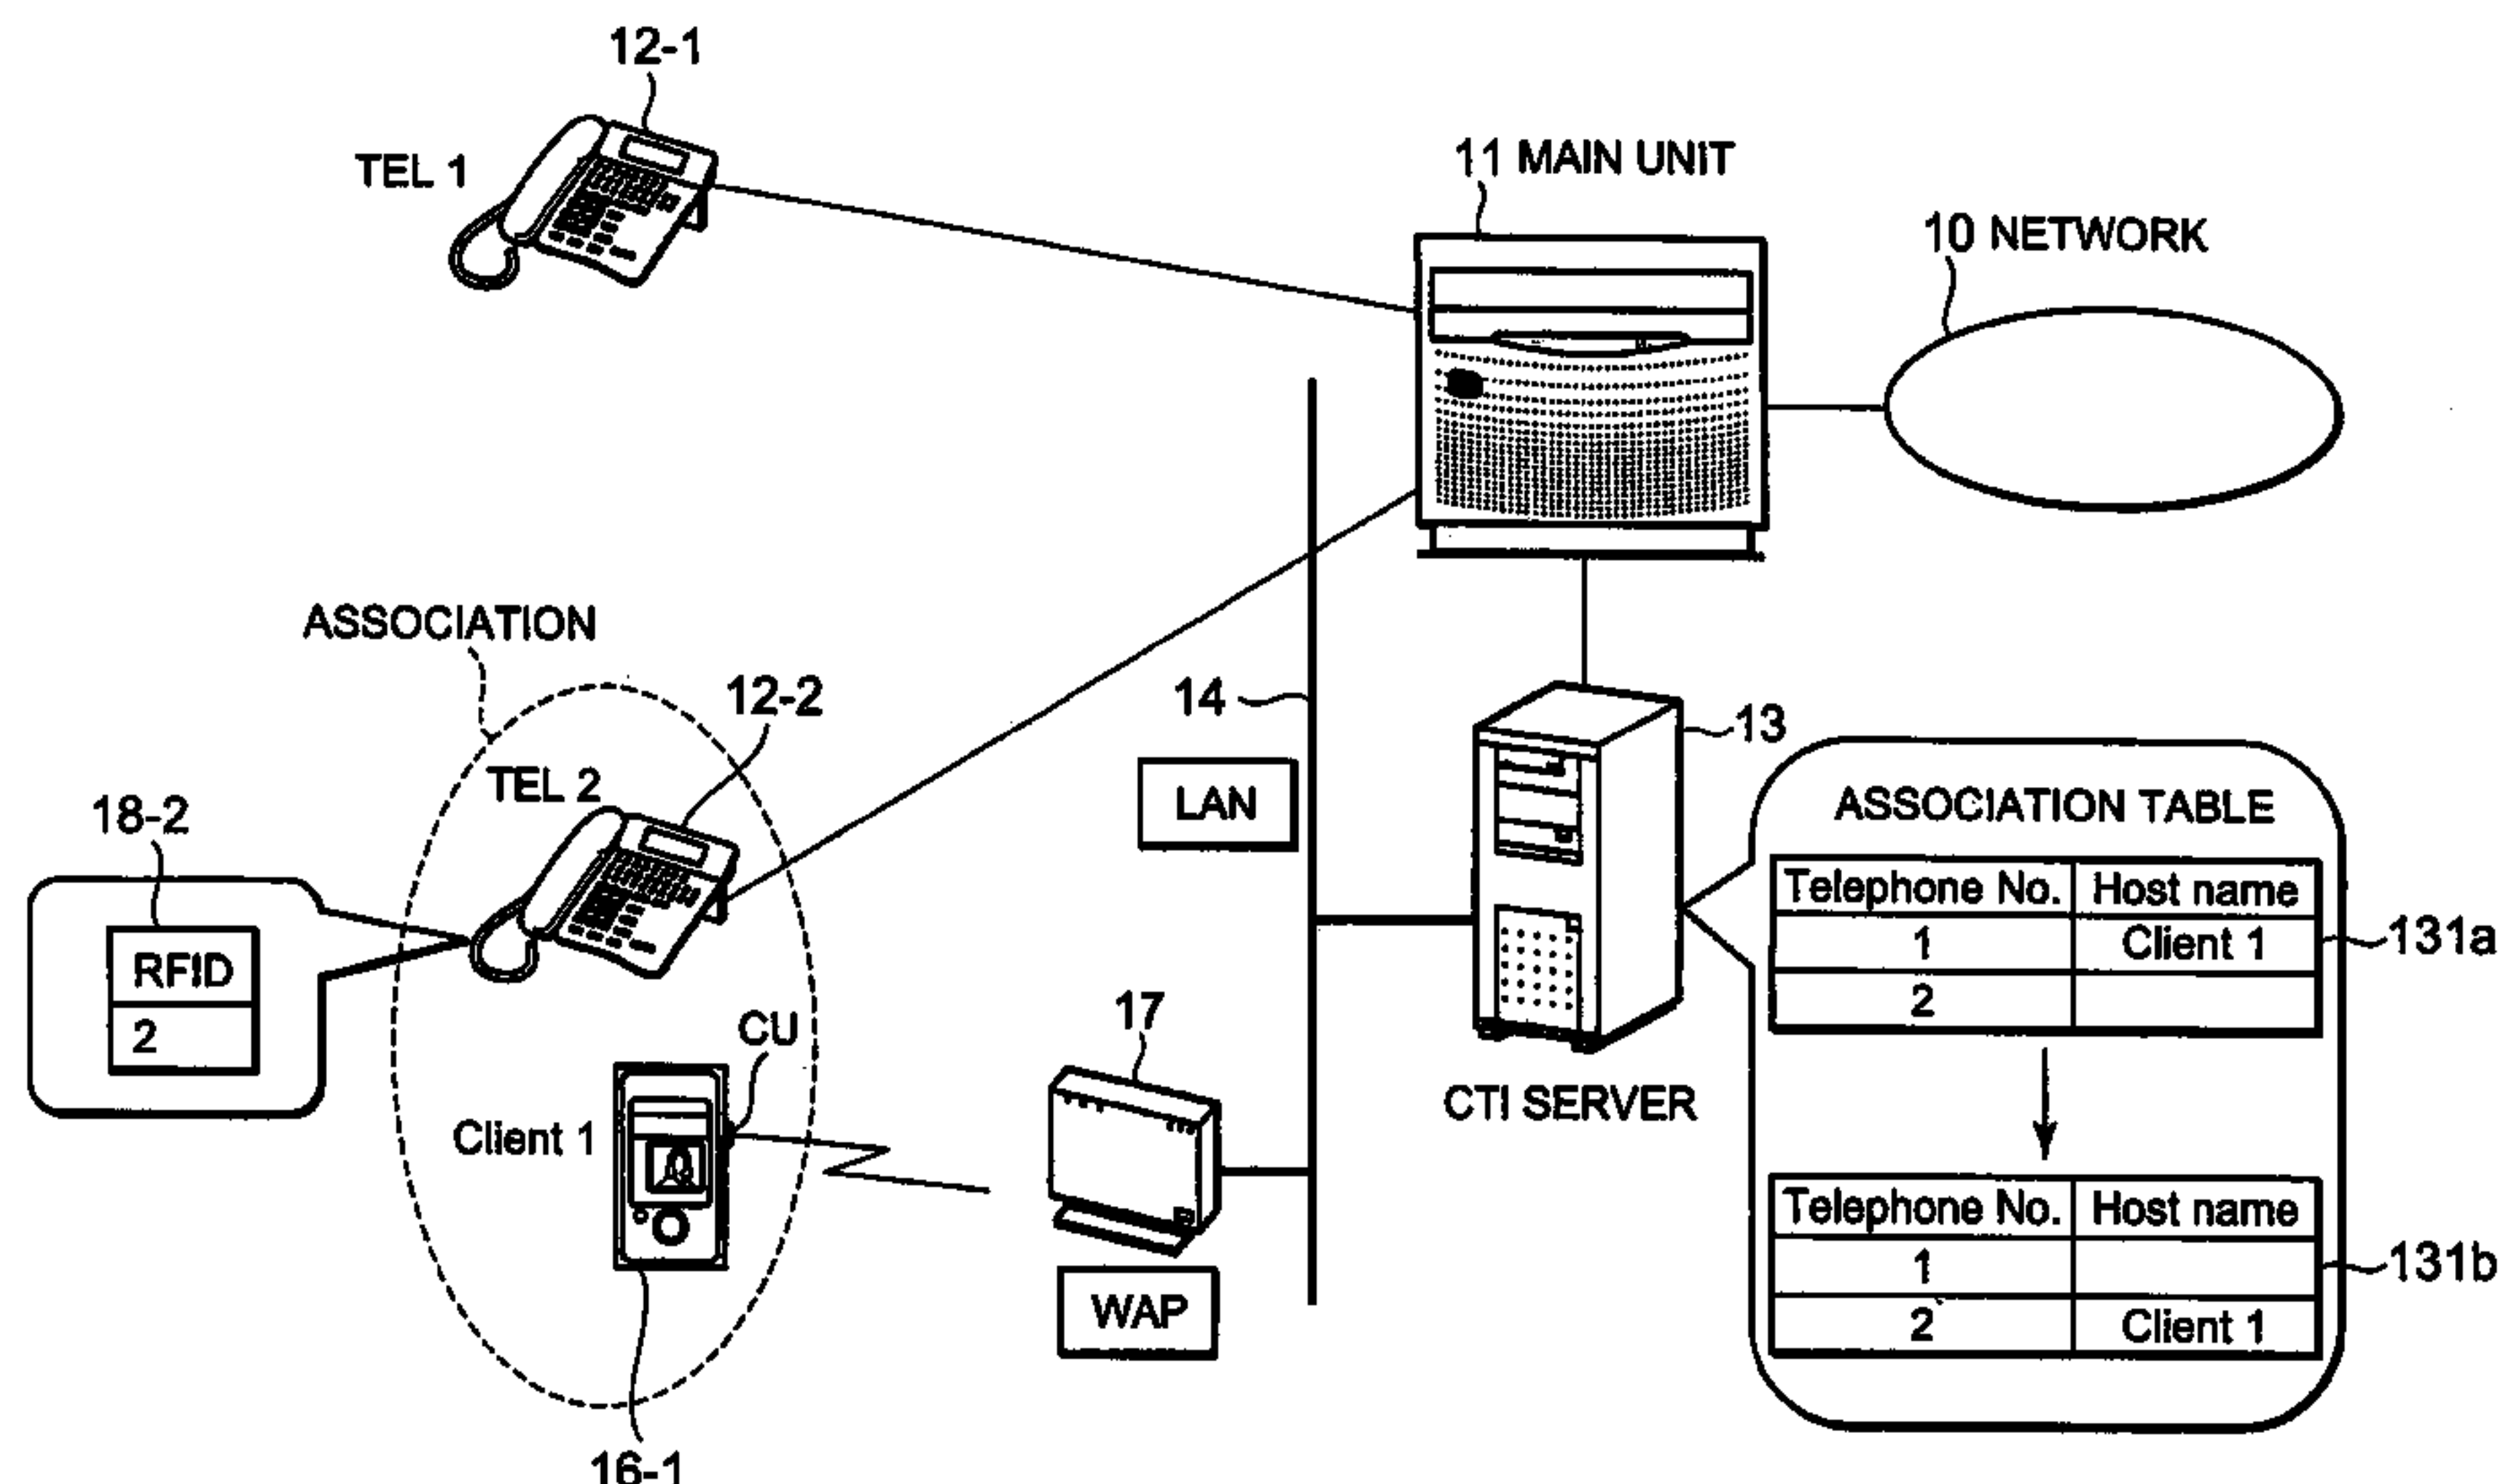 12-1
TEL 1
11 MAIN UNIT
10 NETWORK
ASSOCIATION
12-2
14
13
TEL 2
LAN
18-2
ASSOCIATION TABLE
Telephone No. Host name
1 Client 1
2
131a
RFID
2
CU
17
CTI SERVER
Client 1
Telephone No. Host name
1
2 Client 1
131b
WAP
16-1